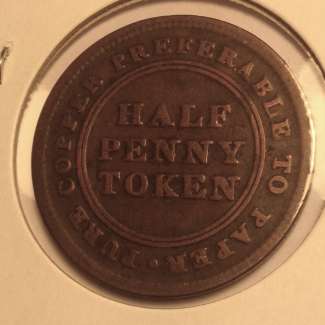 PURE COPPER PREFERABLE TO PAPER
HALF
PENNY
TOKEN